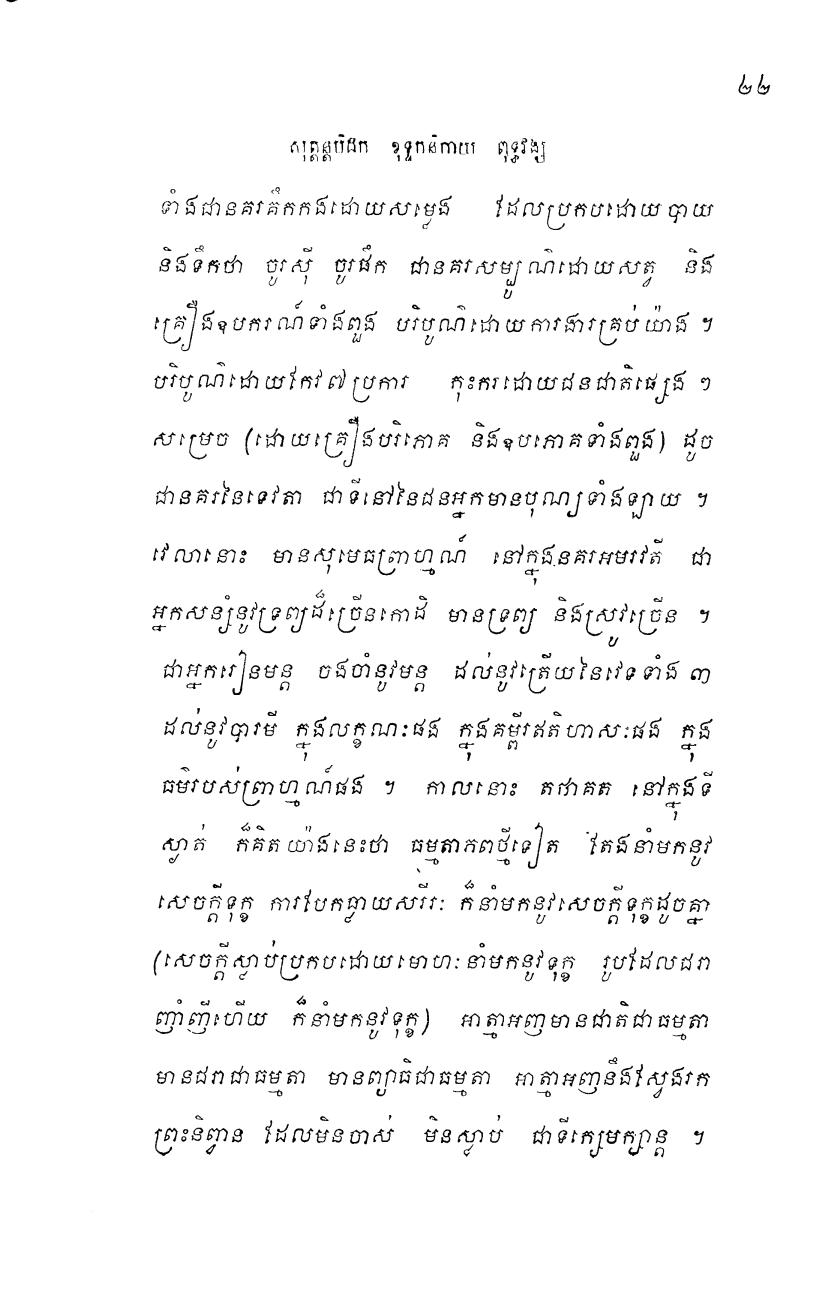 ២២
សុត្តន្តបិដក ខុទ្ទកនិកាយ ពុទ្ធវង្ស
ទាំងជានគរគឹកកងដោយសម្លេង ដែលប្រកបដោយបាយ
និងទឹកថា ចូរស៊ី ចូរផឹក ជានគរសម្បូណ៌ដោយសត្វ និង
គ្រឿងឧបករណ៍ទាំងពួង បរិបូណ៌ដោយការងារគ្រប់យ៉ាង ។
បរិបូណ៌ដោយកែវ៧ប្រការ កុះករដោយជនជាតិផ្សេង ៗ
សម្រេច (ដោយគ្រឿងបរិភោគ និងឧបភោគទាំងពួង) ដូច
ជានគរនៃទេវតា ជាទីនៅនៃជនអ្នកមានបុណ្យទាំងឡាយ ។
វេលានោះ មានសុមេធព្រាហ្មណ៍ នៅក្នុងនគរអមរវតី ជា
អ្នកសន្សំនូវទ្រព្យដ៏ច្រើនកោដិ មានទ្រព្យ និងស្រូវច្រើន ។
ជាអ្នករៀនមន្ត ចងចាំនូវមន្ត ដល់នូវត្រើយនៃវេទទាំង ៣
ដល់នូវបារមី ក្នុងលក្ខណៈផង ក្នុងគម្ពីរឥតិហាសៈផង ក្នុង
ធម៌របស់ព្រាហ្មណ៍ផង ។ កាលនោះ តថាគត នៅក្នុងទី
ស្ងាត់ ក៏គិតយ៉ាងនេះថា ធម្មតាភពថ្មីទៀត តែងនាំមកនូវ
សេចក្តីទុក្ខ ការបែកធ្លាយសរីរៈ ក៏នាំមកនូវសេចក្តីទុក្ខដូចគ្នា
(សេចក្តីស្លាប់ប្រកបដោយមោហៈនាំមកនូវទុក្ខ រូបដែលជរា
ញាំញីហើយ ក៏នាំមកនូវទុក្ខ) អាត្មាអញមានជាតិជាធម្មតា
មានជរាជាធម្មតា មានព្យាធិជាធម្មតា អាត្មាអញនឹងស្វែងរក
ព្រះនិព្វាន ដែលមិនចាស់ មិនស្លាប់ ជាទីក្សេមក្សាន្ត ។